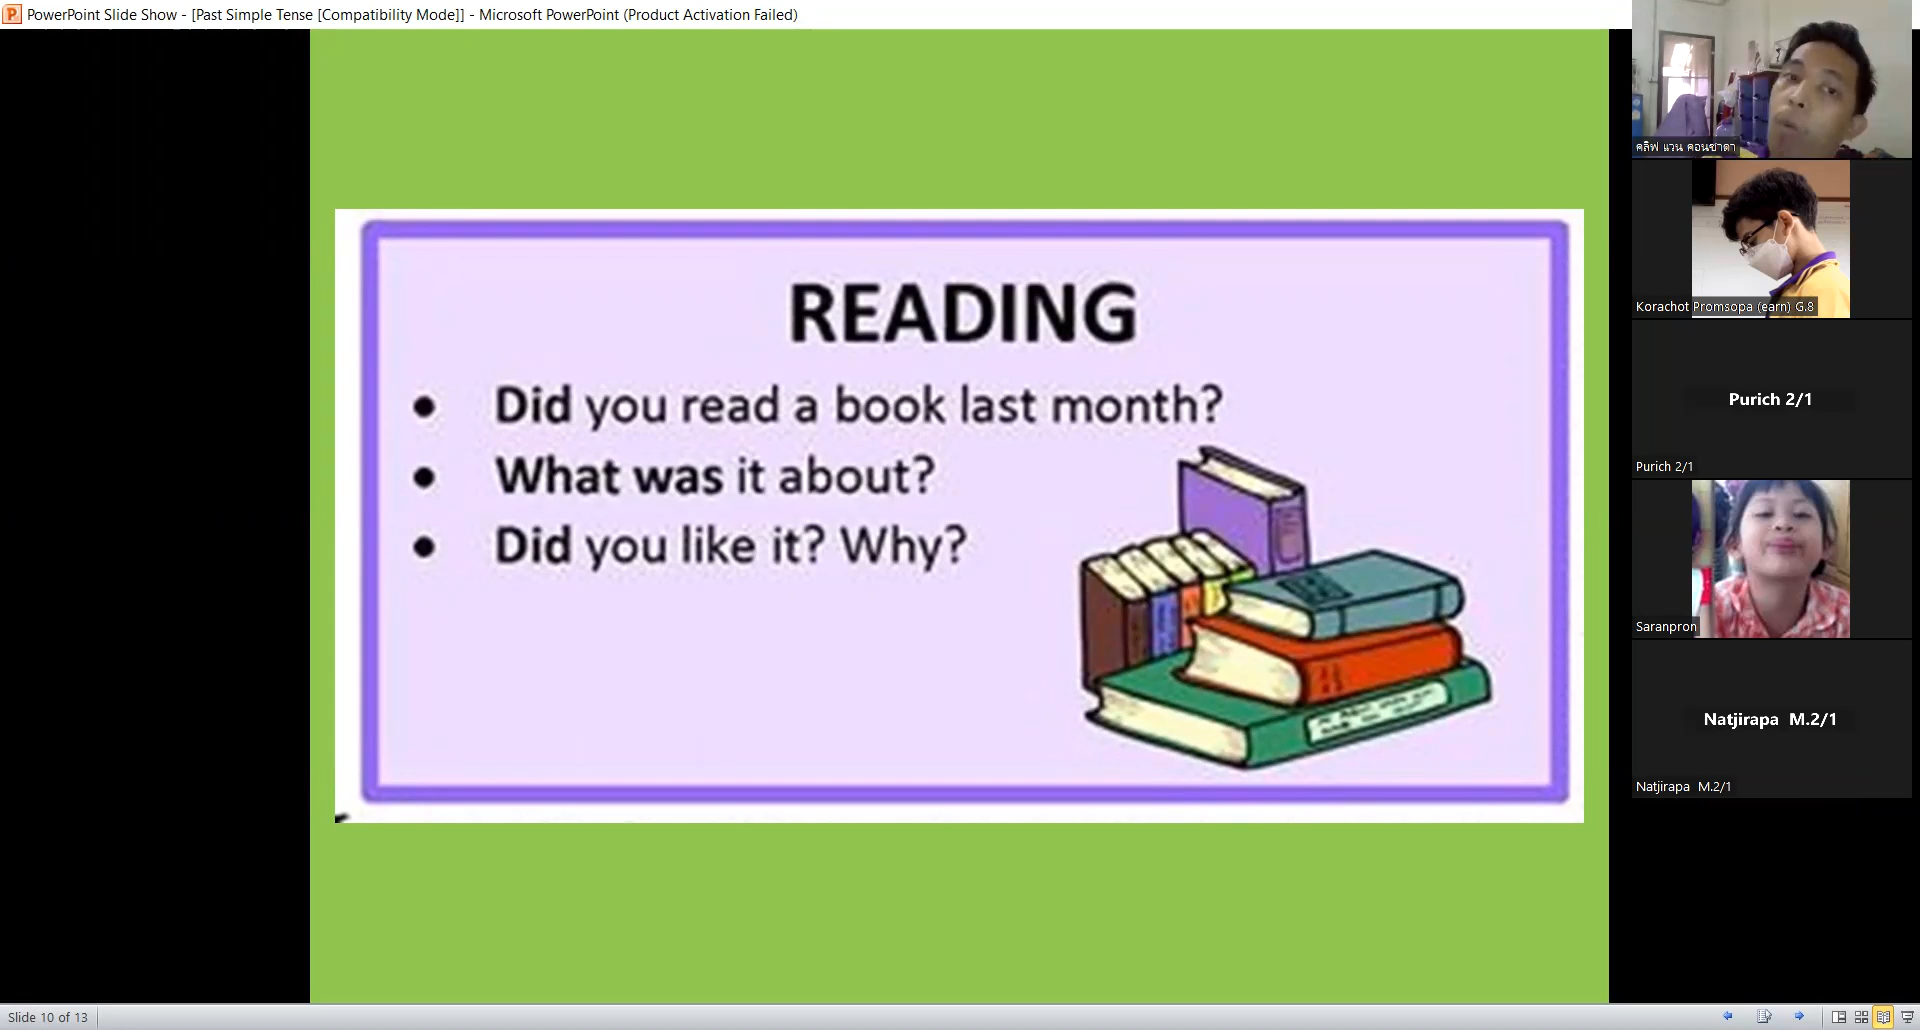 PowerPoint Slide Show - [Past Simple Tense [Compatibility Mode]] - Microsoft PowerPoint (Product Activation Failed)
READING
• Did you read a book last month?
• What was it about?
• Did you like it? Why?
คลิฟ แวน คอนซาดา
Korachot Promsopa (earn) G.8
Purich 2/1
Purich 2/1
Saranpron
Natjirapa M.2/1
Natjirapa M.2/1
Slide 10 of 13